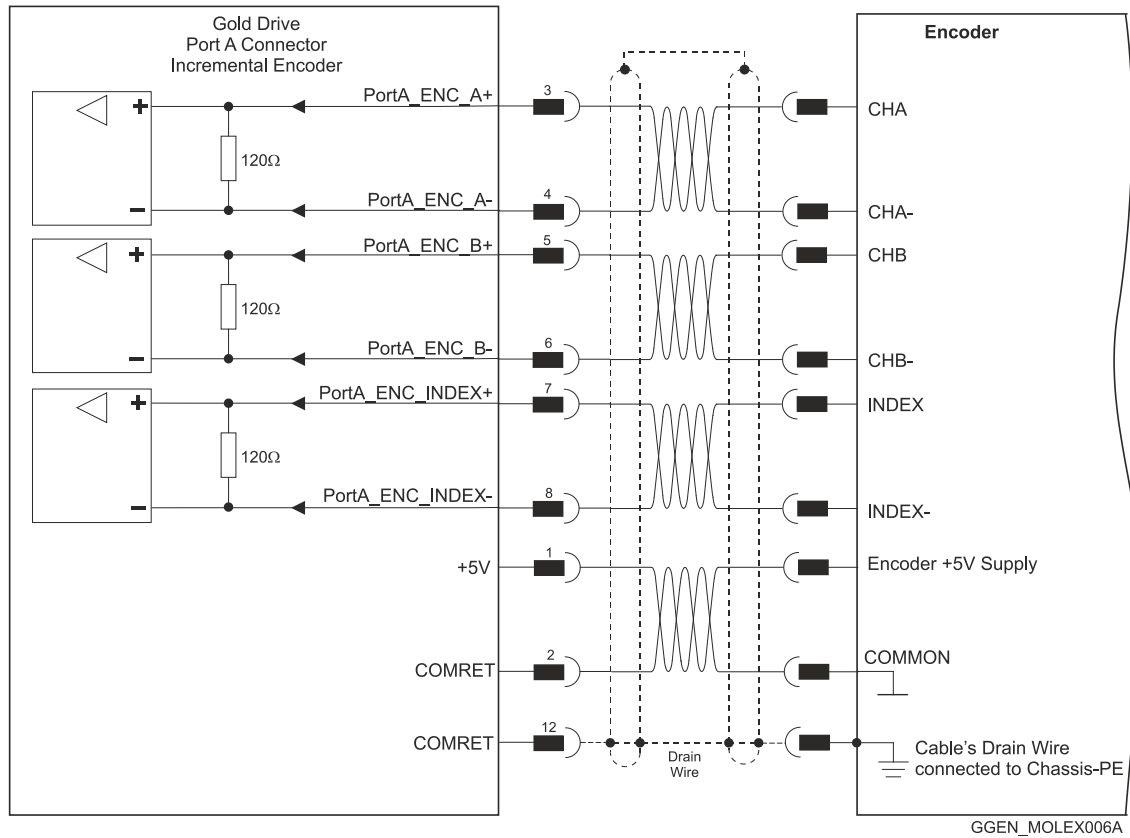 Gold Drive
Port A Connector
Incremental Encoder
Encoder
+
PortA_ENC_A+
3
CHA
120Ω
-
PortA_ENC_A-
4
CHA-
+
PortA_ENC_B+
5
CHB
120Ω
-
PortA_ENC_B-
6
CHB-
+
PortA_ENC_INDEX+
7
INDEX
120Ω
-
PortA_ENC_INDEX-
8
INDEX-
+5V
1
Encoder +5V Supply
COMRET
2
COMMON
COMRET
12
Drain
Wire
Cable's Drain Wire
connected to Chassis-PE
GGEN_MOLEX006A